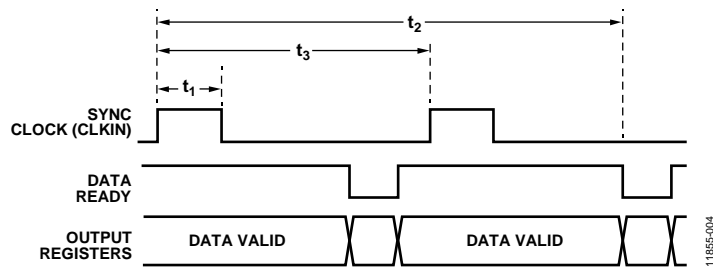 t2
t3
t1
SYNC
CLOCK (CLKIN)
DATA
READY
OUTPUT
REGISTERS
DATA VALID
DATA VALID
11855-004